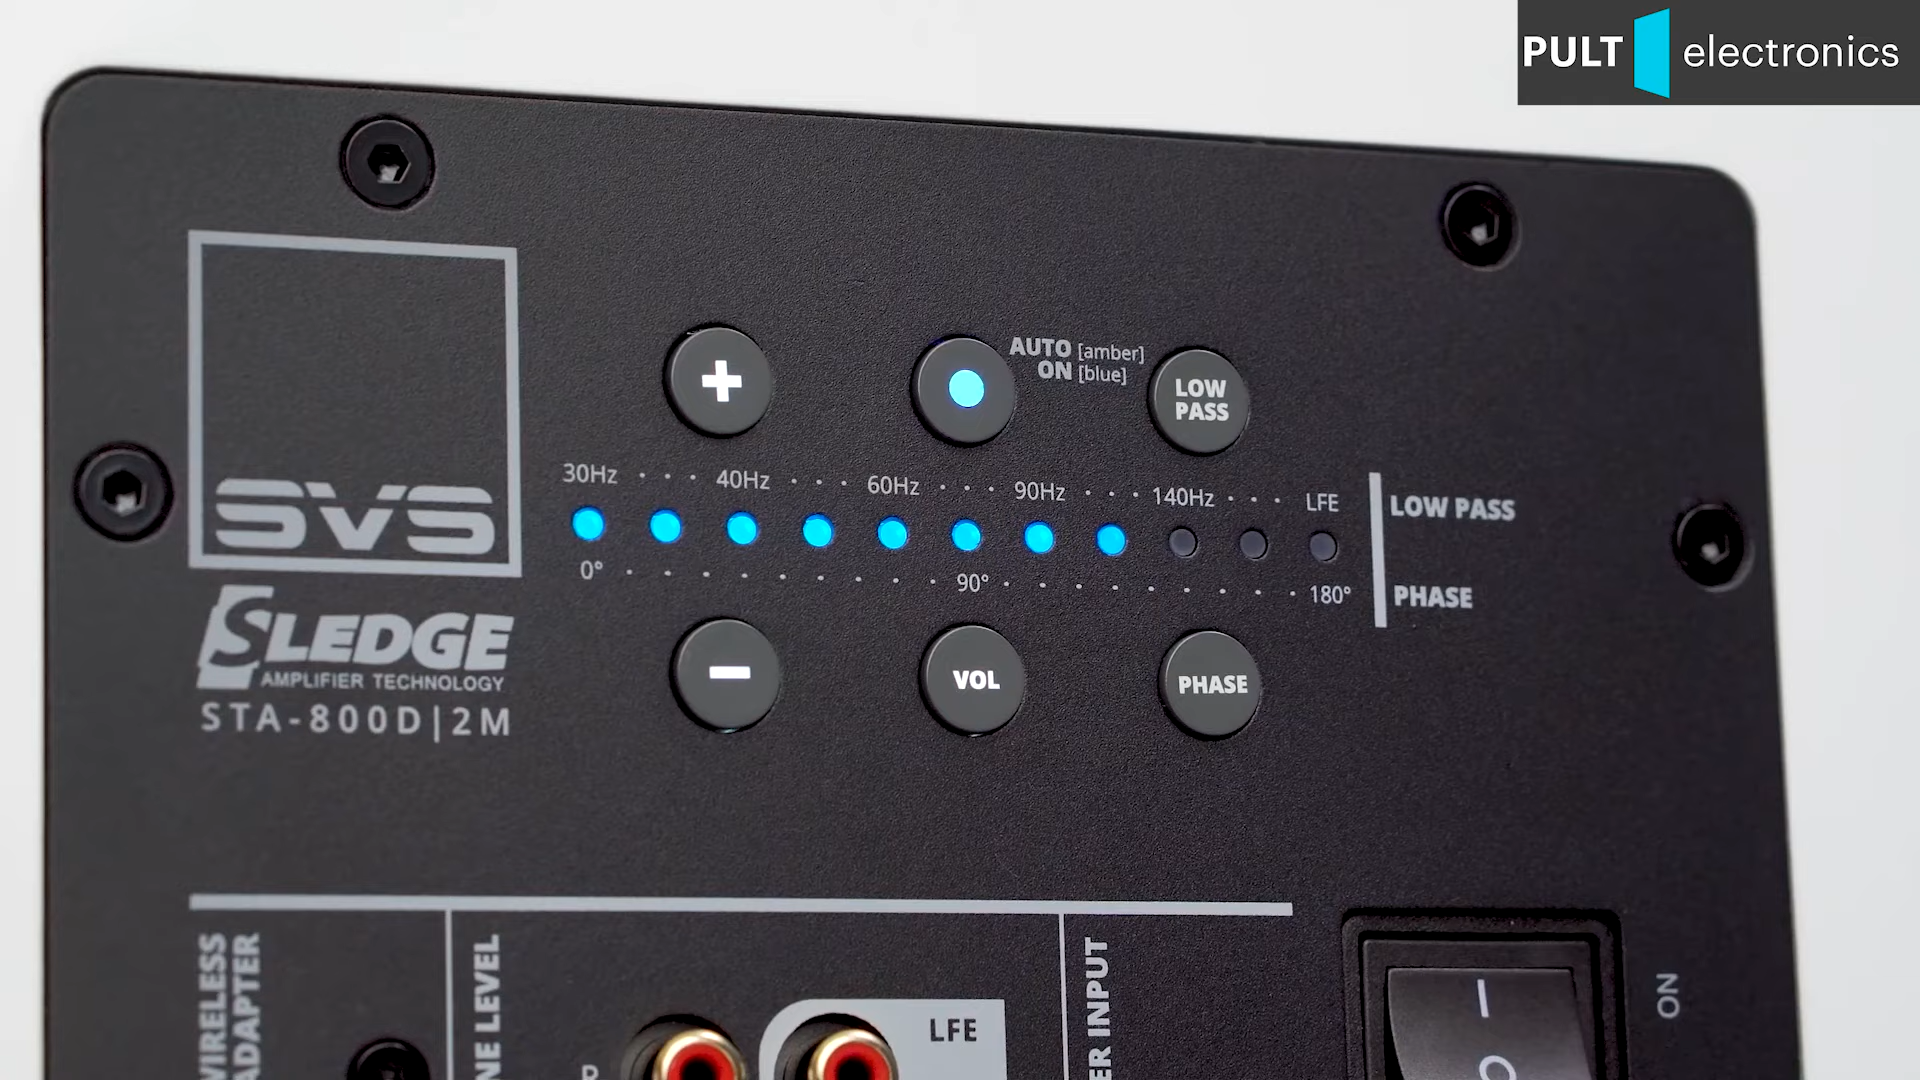 PULT electronics
AUTO [amber]
ON [blue]
LOW
PASS
30Hz · · · 40Hz · · · 60Hz · · · 90Hz · · · 140Hz · · · LFE
LOW PASS
0° 90° 180°
PHASE
SVS
SLEDGE
AMPLIFIER TECHNOLOGY
STA-800D|2M
+
−
VOL
PHASE
WIRELESS
ADAPTER
NE LEVEL
R
LFE
ER INPUT
ON